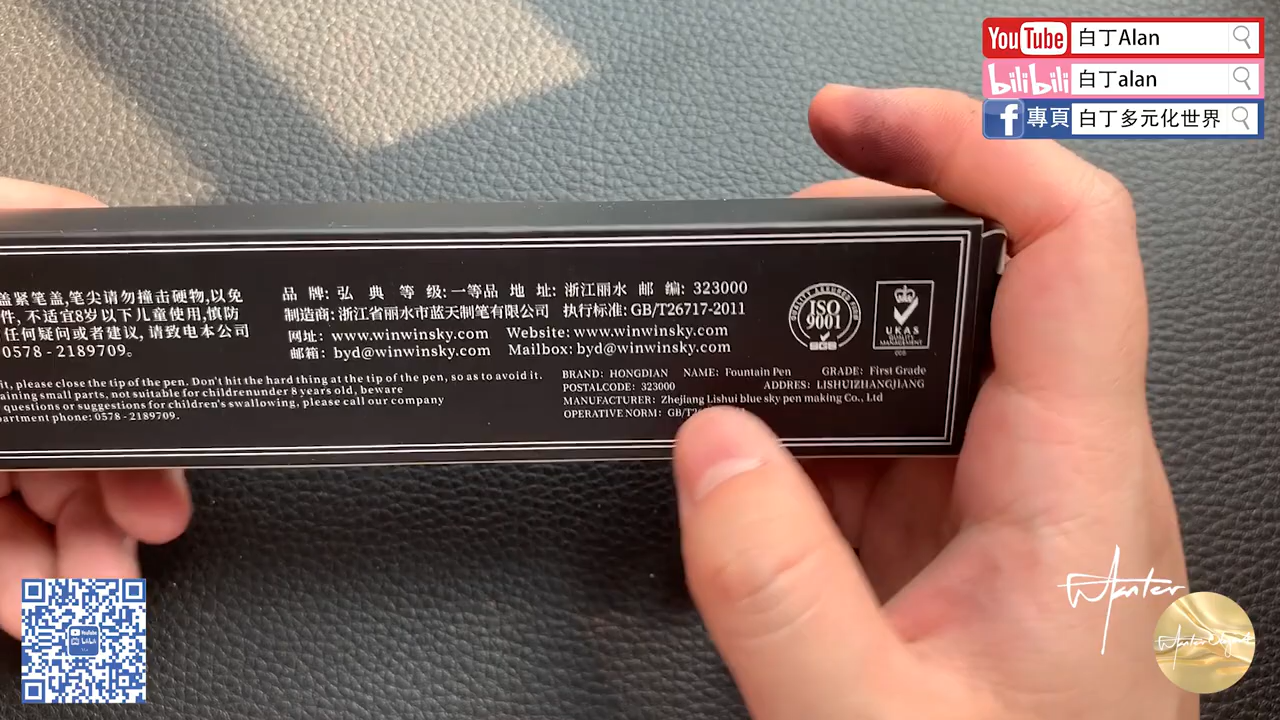 YouTube 白丁Alan
bilibili 白丁alan
f 專頁 白丁多元化世界
盖紧笔盖,笔尖请勿撞击硬物,以免
件,不适宜8岁以下儿童使用,慎防
任何疑问或者建议,请致电本公司
0578 - 2189709。
品 牌: 弘 典 等 级: 一等品 地 址: 浙江丽水 邮 编: 323000
制造商: 浙江省丽水市蓝天制笔有限公司 执行标准: GB/T26717-2011
网址: www.winwinsky.com Website: www.winwinsky.com
邮箱: byd@winwinsky.com Mailbox: byd@winwinsky.com
QUALITY ASSURED FIRM
ISO
9001
SGS
UKAS
QUALITY
MANAGEMENT
005
it, please close the tip of the pen. Don't hit the hard thing at the tip of the pen, so as to avoid it.
aining small parts, not suitable for childrenunder 8 years old, beware
questions or suggestions for children's swallowing, please call our company
partment phone: 0578 - 2189709.
BRAND: HONGDIAN NAME: Fountain Pen GRADE: First Grade
POSTALCODE: 323000 ADDRES: LISHUIZHANGJIANG
MANUFACTURER: Zhejiang Lishui blue sky pen making Co., Ltd
OPERATIVE NORM: GB/T2
Wanter